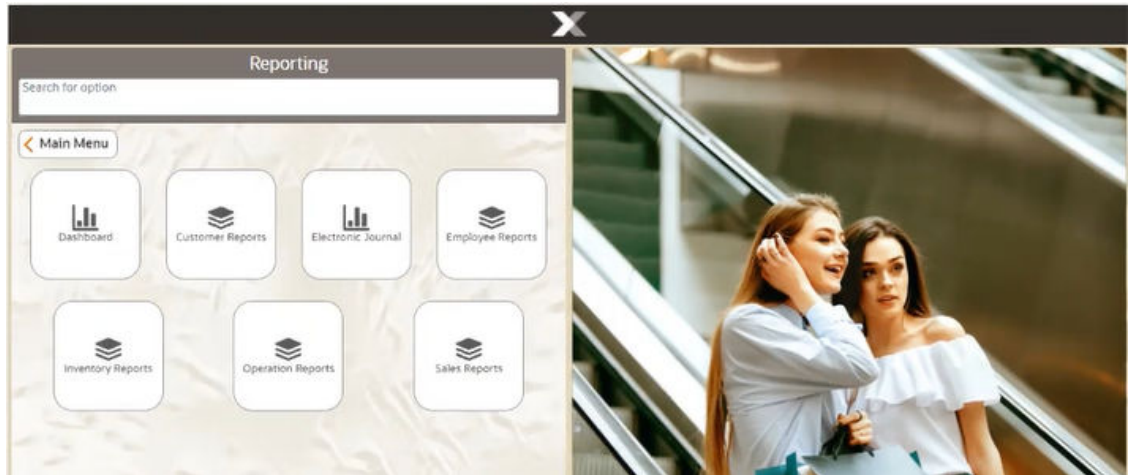 Reporting
Search for option
Main Menu
Dashboard
Customer Reports
Electronic Journal
Employee Reports
Inventory Reports
Operation Reports
Sales Reports